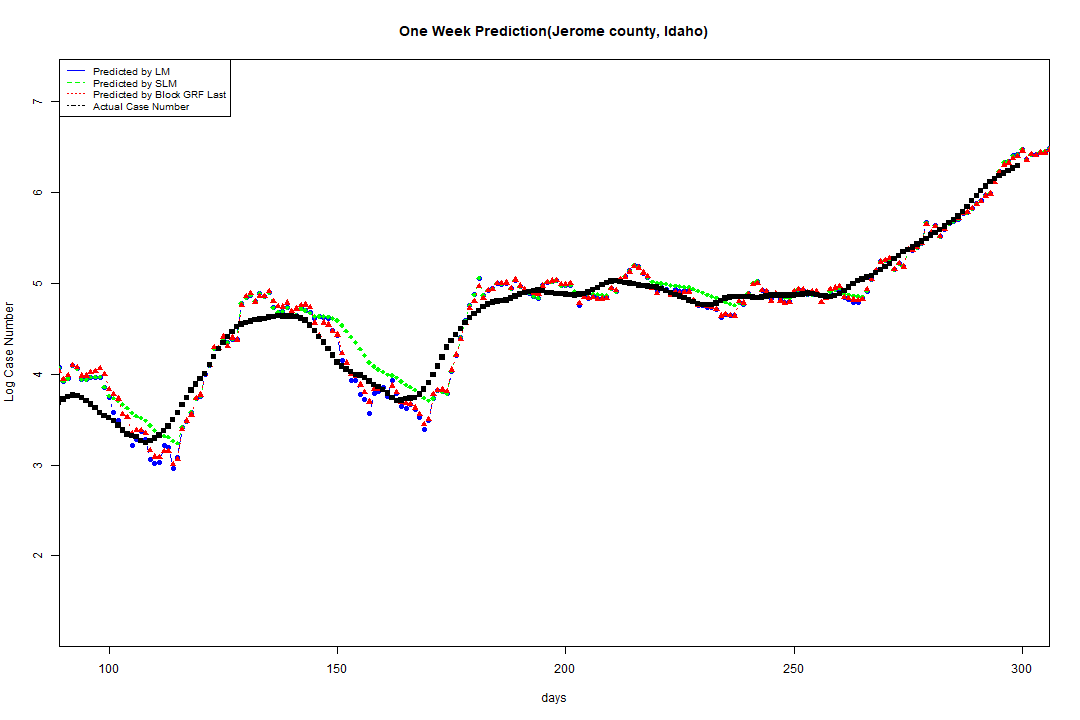 One Week Prediction(Jerome county, Idaho)
Predicted by LM
Predicted by SLM
Predicted by Block GRF Last
Actual Case Number
7
6
5
4
3
2
Log Case Number
100 150 200 250 300
days